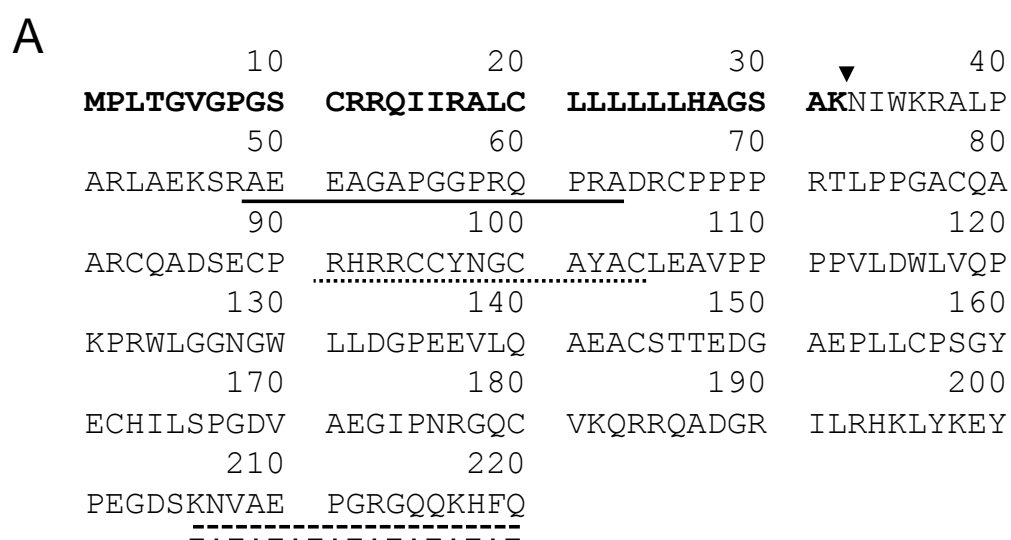 A
10 20 30 40
MPLTGVGPGS CRRQIIRALC LLLLLLHAGS AKNIWKRALP
50 60 70 80
ARLAEKSRAE EAGAPGGPRQ PRADRCPPPP RTLPPGACQA
90 100 110 120
ARCQADSECP RHRRCCYNGC AYACLEAVPP PPVLDWLVQP
130 140 150 160
KPRWLGGNGW LLDGPEEVLQ AEACSTTEDG AEPLLCPSGY
170 180 190 200
ECHILSPGDV AEGIPNRGQC VKQRRQADGR ILRHKLYKEY
210 220
PEGDSKNVAE PGRGQQKHFQ